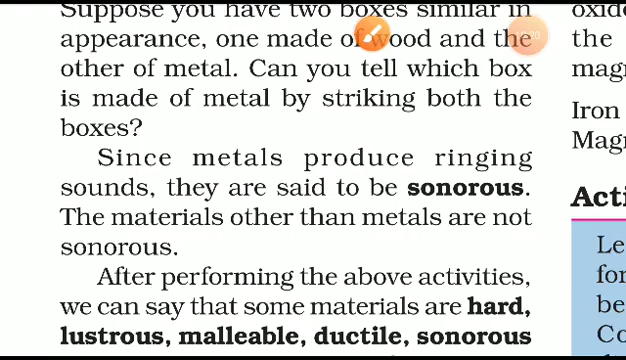 Suppose you have two boxes similar in
appearance, one made of wood and the
other of metal. Can you tell which box
is made of metal by striking both the
boxes?
Since metals produce ringing
sounds, they are said to be sonorous.
The materials other than metals are not
sonorous.
After performing the above activities,
we can say that some materials are hard,
lustrous, malleable, ductile, sonorous
the
Iron